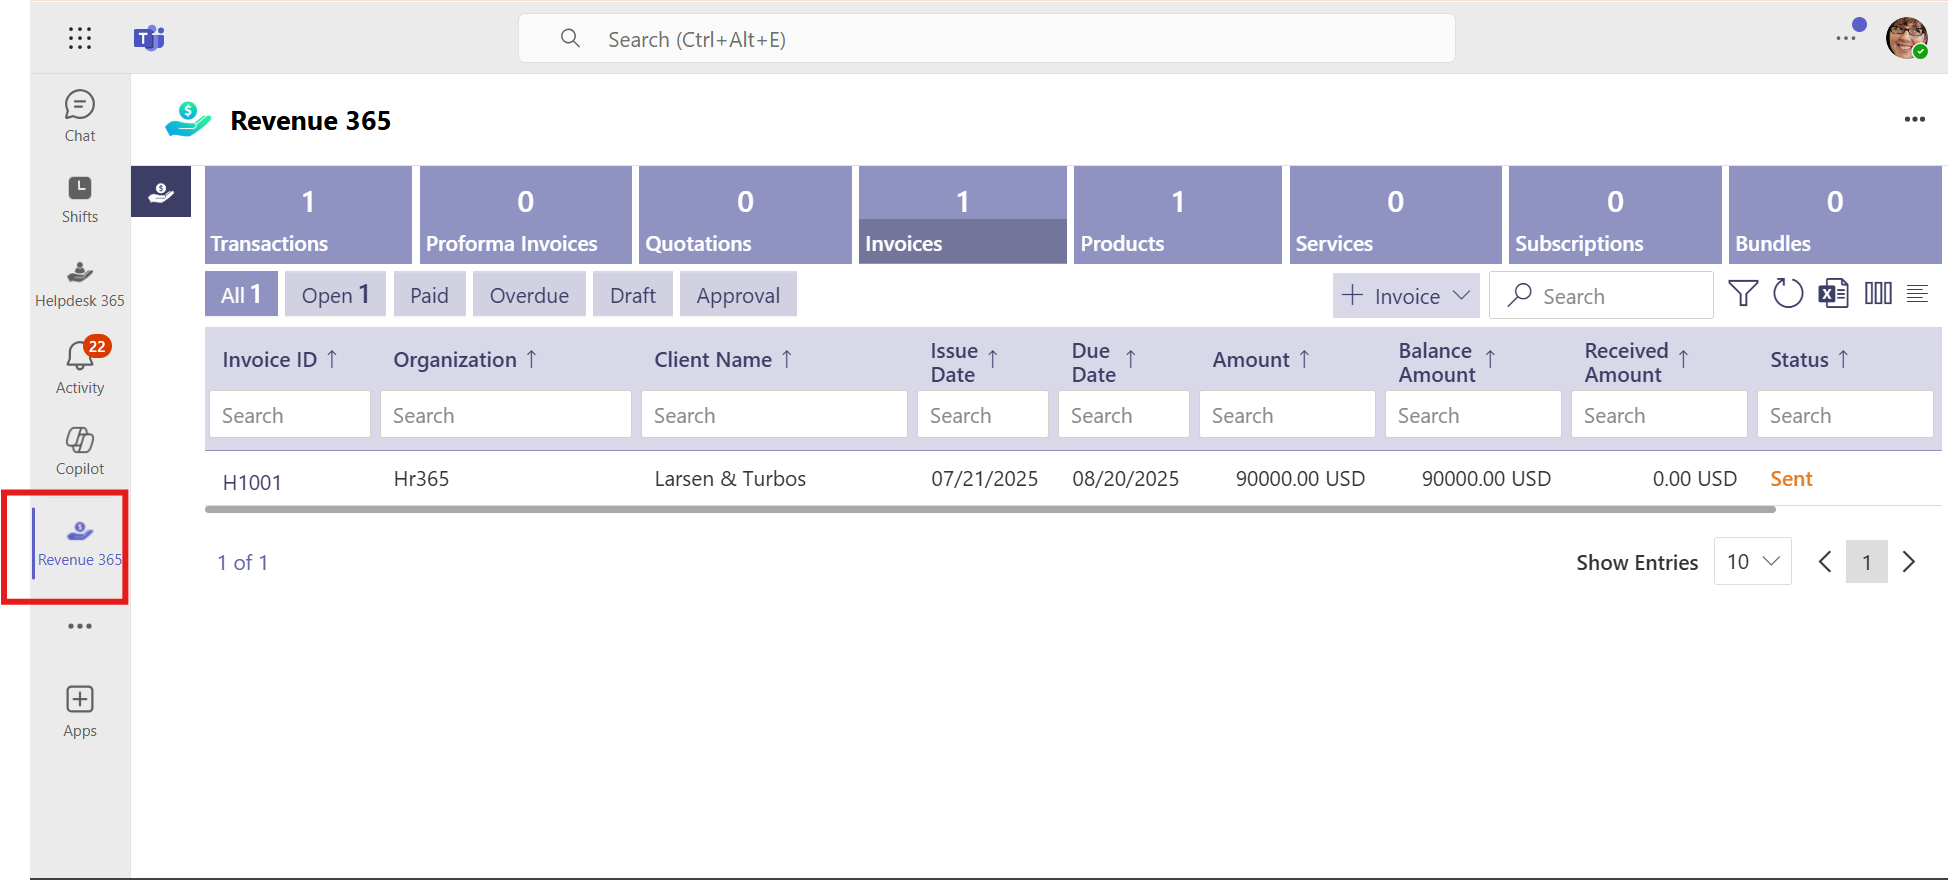 Search (Ctrl+Alt+E)
Chat
Shifts
Helpdesk 365
22
Activity
Copilot
Revenue 365
Apps
Revenue 365
1 Transactions
0 Proforma Invoices
0 Quotations
1 Invoices
1 Products
0 Services
0 Subscriptions
0 Bundles
All 1 Open 1 Paid Overdue Draft Approval
Invoice Search
Invoice ID Organization Client Name Issue Date Due Date Amount Balance Amount Received Amount Status
Search Search Search Search Search Search Search Search Search
H1001 Hr365 Larsen & Turbos 07/21/2025 08/20/2025 90000.00 USD 90000.00 USD 0.00 USD Sent
1 of 1
Show Entries 10 1